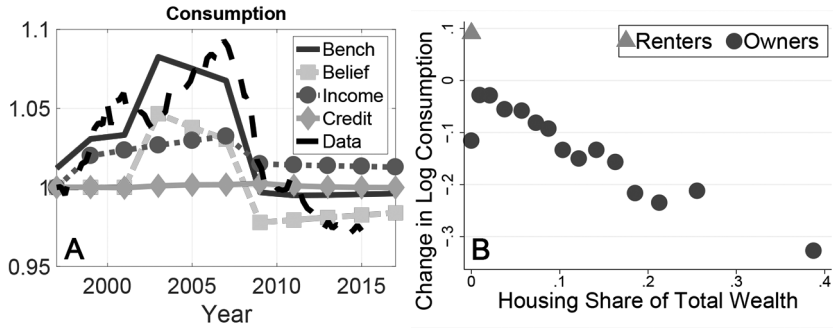 Consumption
1.1
1.05
1
0.95
Bench
Belief
Income
Credit
Data
A
2000 2005 2010 2015
Year
Change in Log Consumption
.1
0
-.1
-.2
-.3
Renters Owners
B
0 .1 .2 .3 .4
Housing Share of Total Wealth